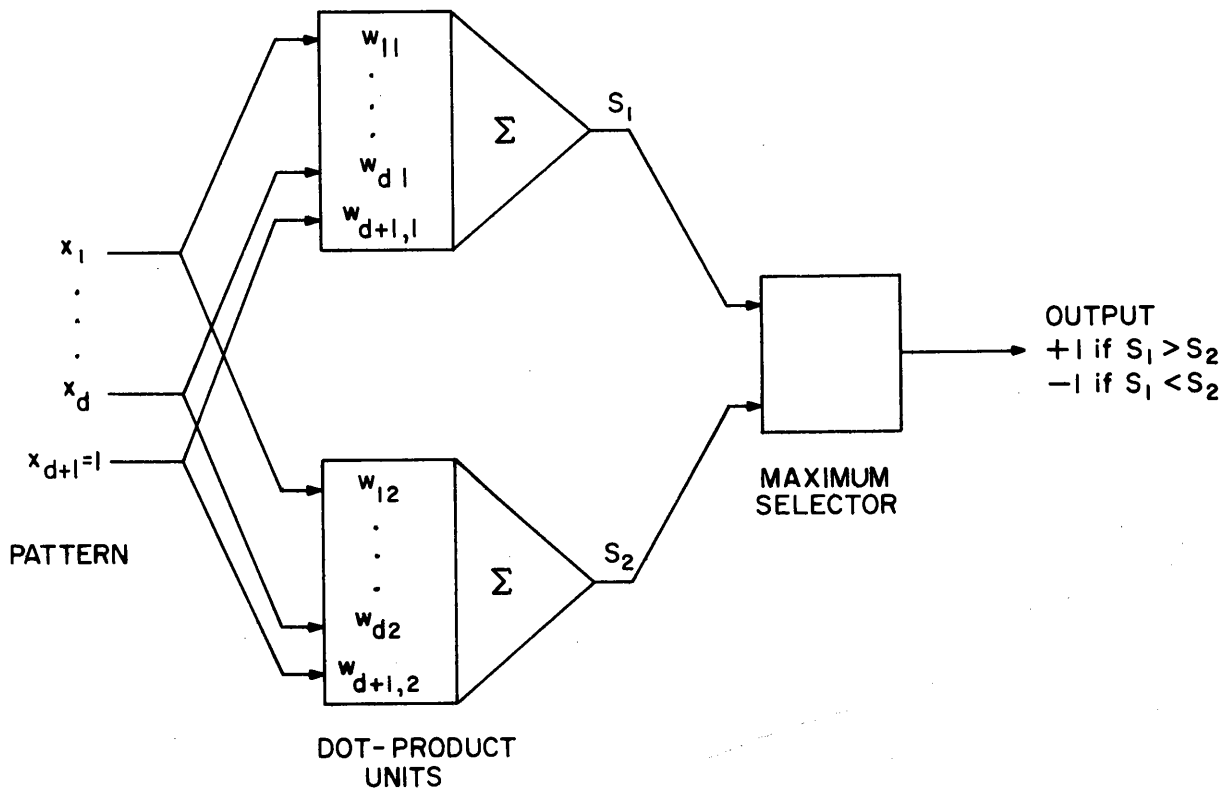 w11
.
.
.
wd1
wd+1,1
Σ
S1
x1
.
.
.
xd
xd+1=1
PATTERN
w12
.
.
.
wd2
wd+1,2
Σ
S2
DOT-PRODUCT
UNITS
MAXIMUM
SELECTOR
OUTPUT
+1 if S1 > S2
−1 if S1 < S2